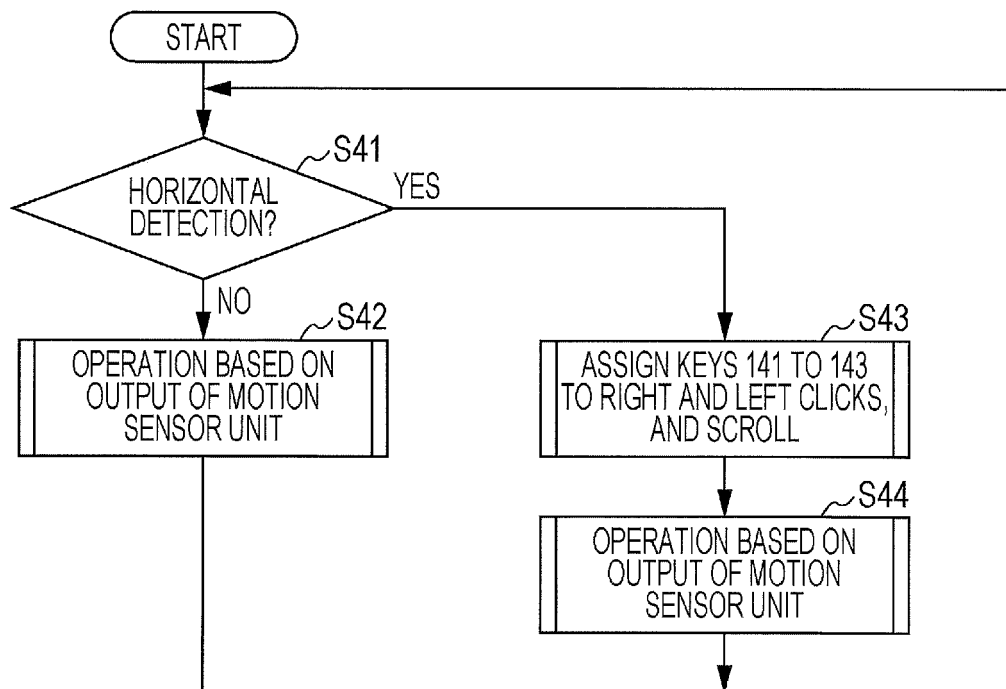 START
S41
HORIZONTAL
DETECTION?
YES
NO
S42
OPERATION BASED ON
OUTPUT OF MOTION
SENSOR UNIT
S43
ASSIGN KEYS 141 TO 143
TO RIGHT AND LEFT CLICKS,
AND SCROLL
S44
OPERATION BASED ON
OUTPUT OF MOTION
SENSOR UNIT